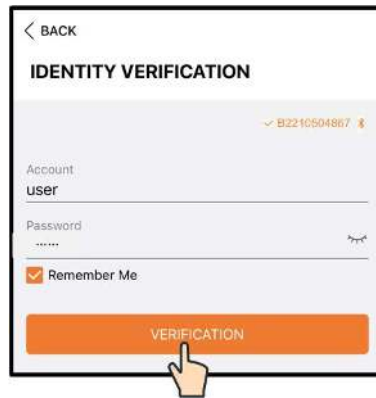 BACK
IDENTITY VERIFICATION
B2210504867
Account
user
Password
......
Remember Me
VERIFICATION